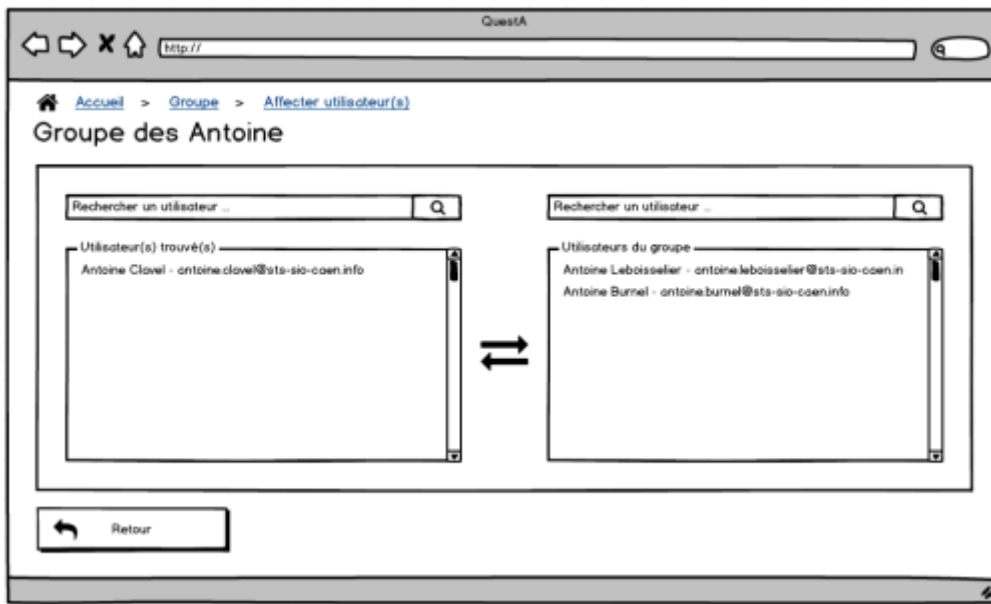 QuestA
http://
Accueil > Groupe > Affecter utilisateur(s)
Groupe des Antoine
Rechercher un utilisateur ..
Rechercher un utilisateur ..
Utilisateur(s) trouvé(s)
Antoine Clavel - antoine.clavel@sts-sio-caen.info
Utilisateurs du groupe
Antoine Leboisselier - antoine.leboisselier@sts-sio-caen.in
Antoine Burnel - antoine.burnel@sts-sio-caen.info
Retour